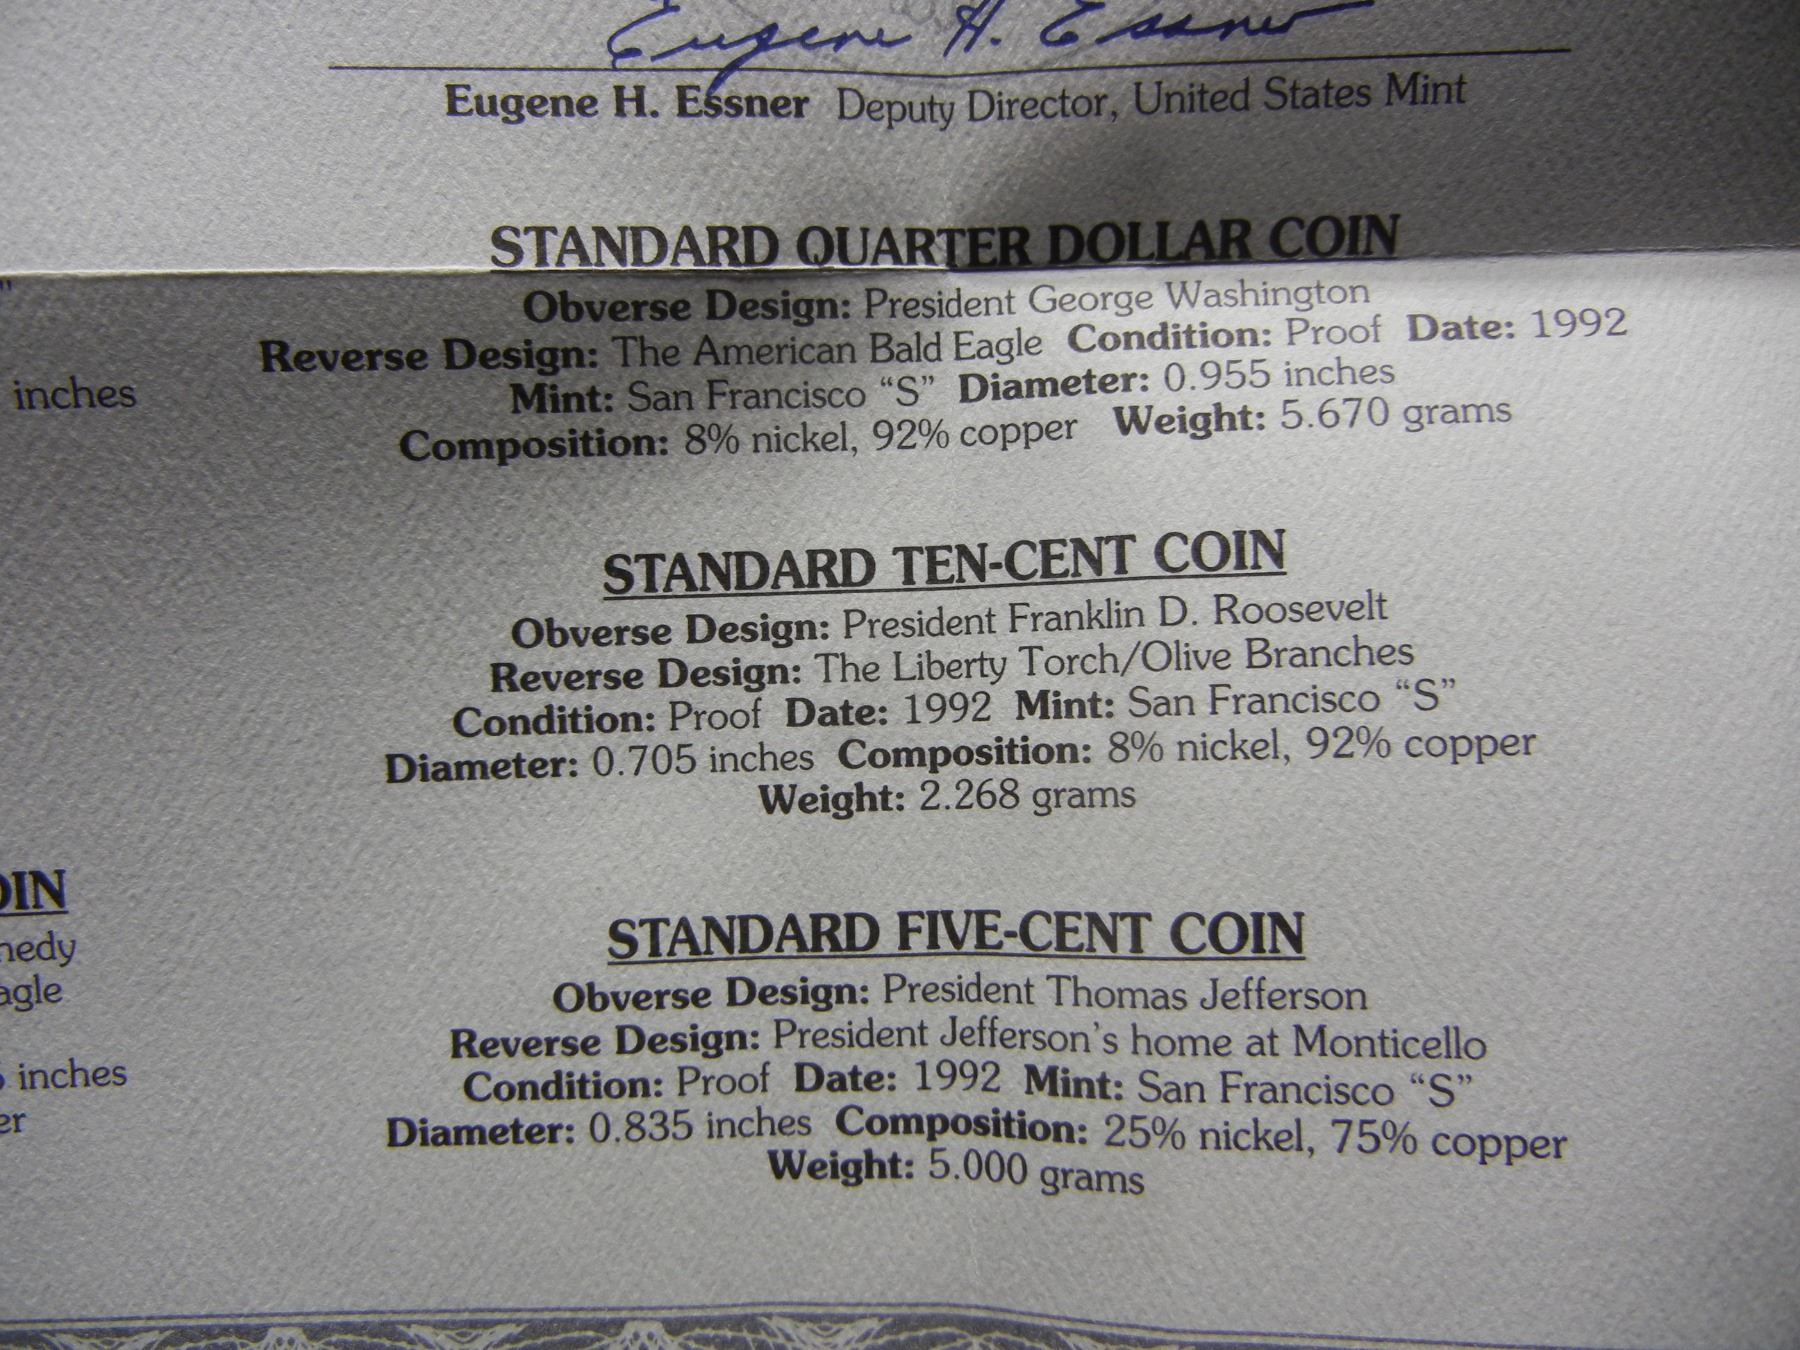 Eugene H. Essner
Eugene H. Essner Deputy Director, United States Mint
STANDARD QUARTER DOLLAR COIN
Obverse Design: President George Washington
Reverse Design: The American Bald Eagle Condition: Proof Date: 1992
Mint: San Francisco “S” Diameter: 0.955 inches
Composition: 8% nickel, 92% copper Weight: 5.670 grams
inches
STANDARD TEN-CENT COIN
Obverse Design: President Franklin D. Roosevelt
Reverse Design: The Liberty Torch/Olive Branches
Condition: Proof Date: 1992 Mint: San Francisco “S”
Diameter: 0.705 inches Composition: 8% nickel, 92% copper
Weight: 2.268 grams
STANDARD FIVE-CENT COIN
Obverse Design: President Thomas Jefferson
Reverse Design: President Jefferson's home at Monticello
Condition: Proof Date: 1992 Mint: San Francisco “S”
Diameter: 0.835 inches Composition: 25% nickel, 75% copper
Weight: 5.000 grams
inches